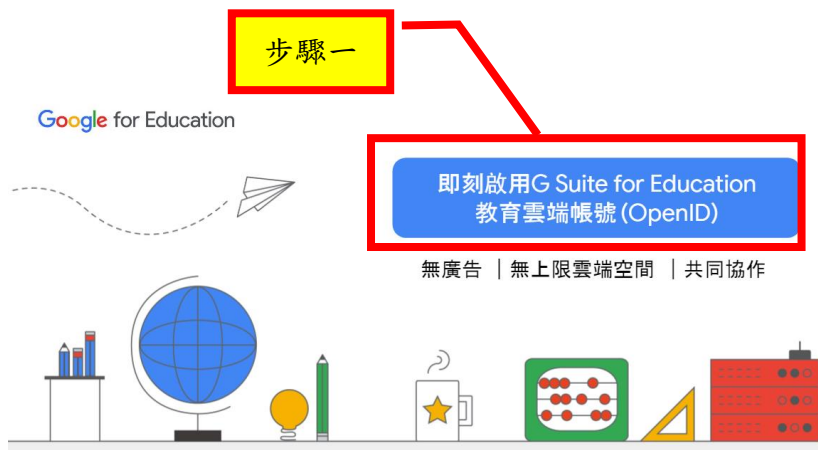 步驟一
Google for Education
即刻啟用G Suite for Education
教育雲端帳號(OpenID)
無廣告 | 無上限雲端空間 | 共同協作